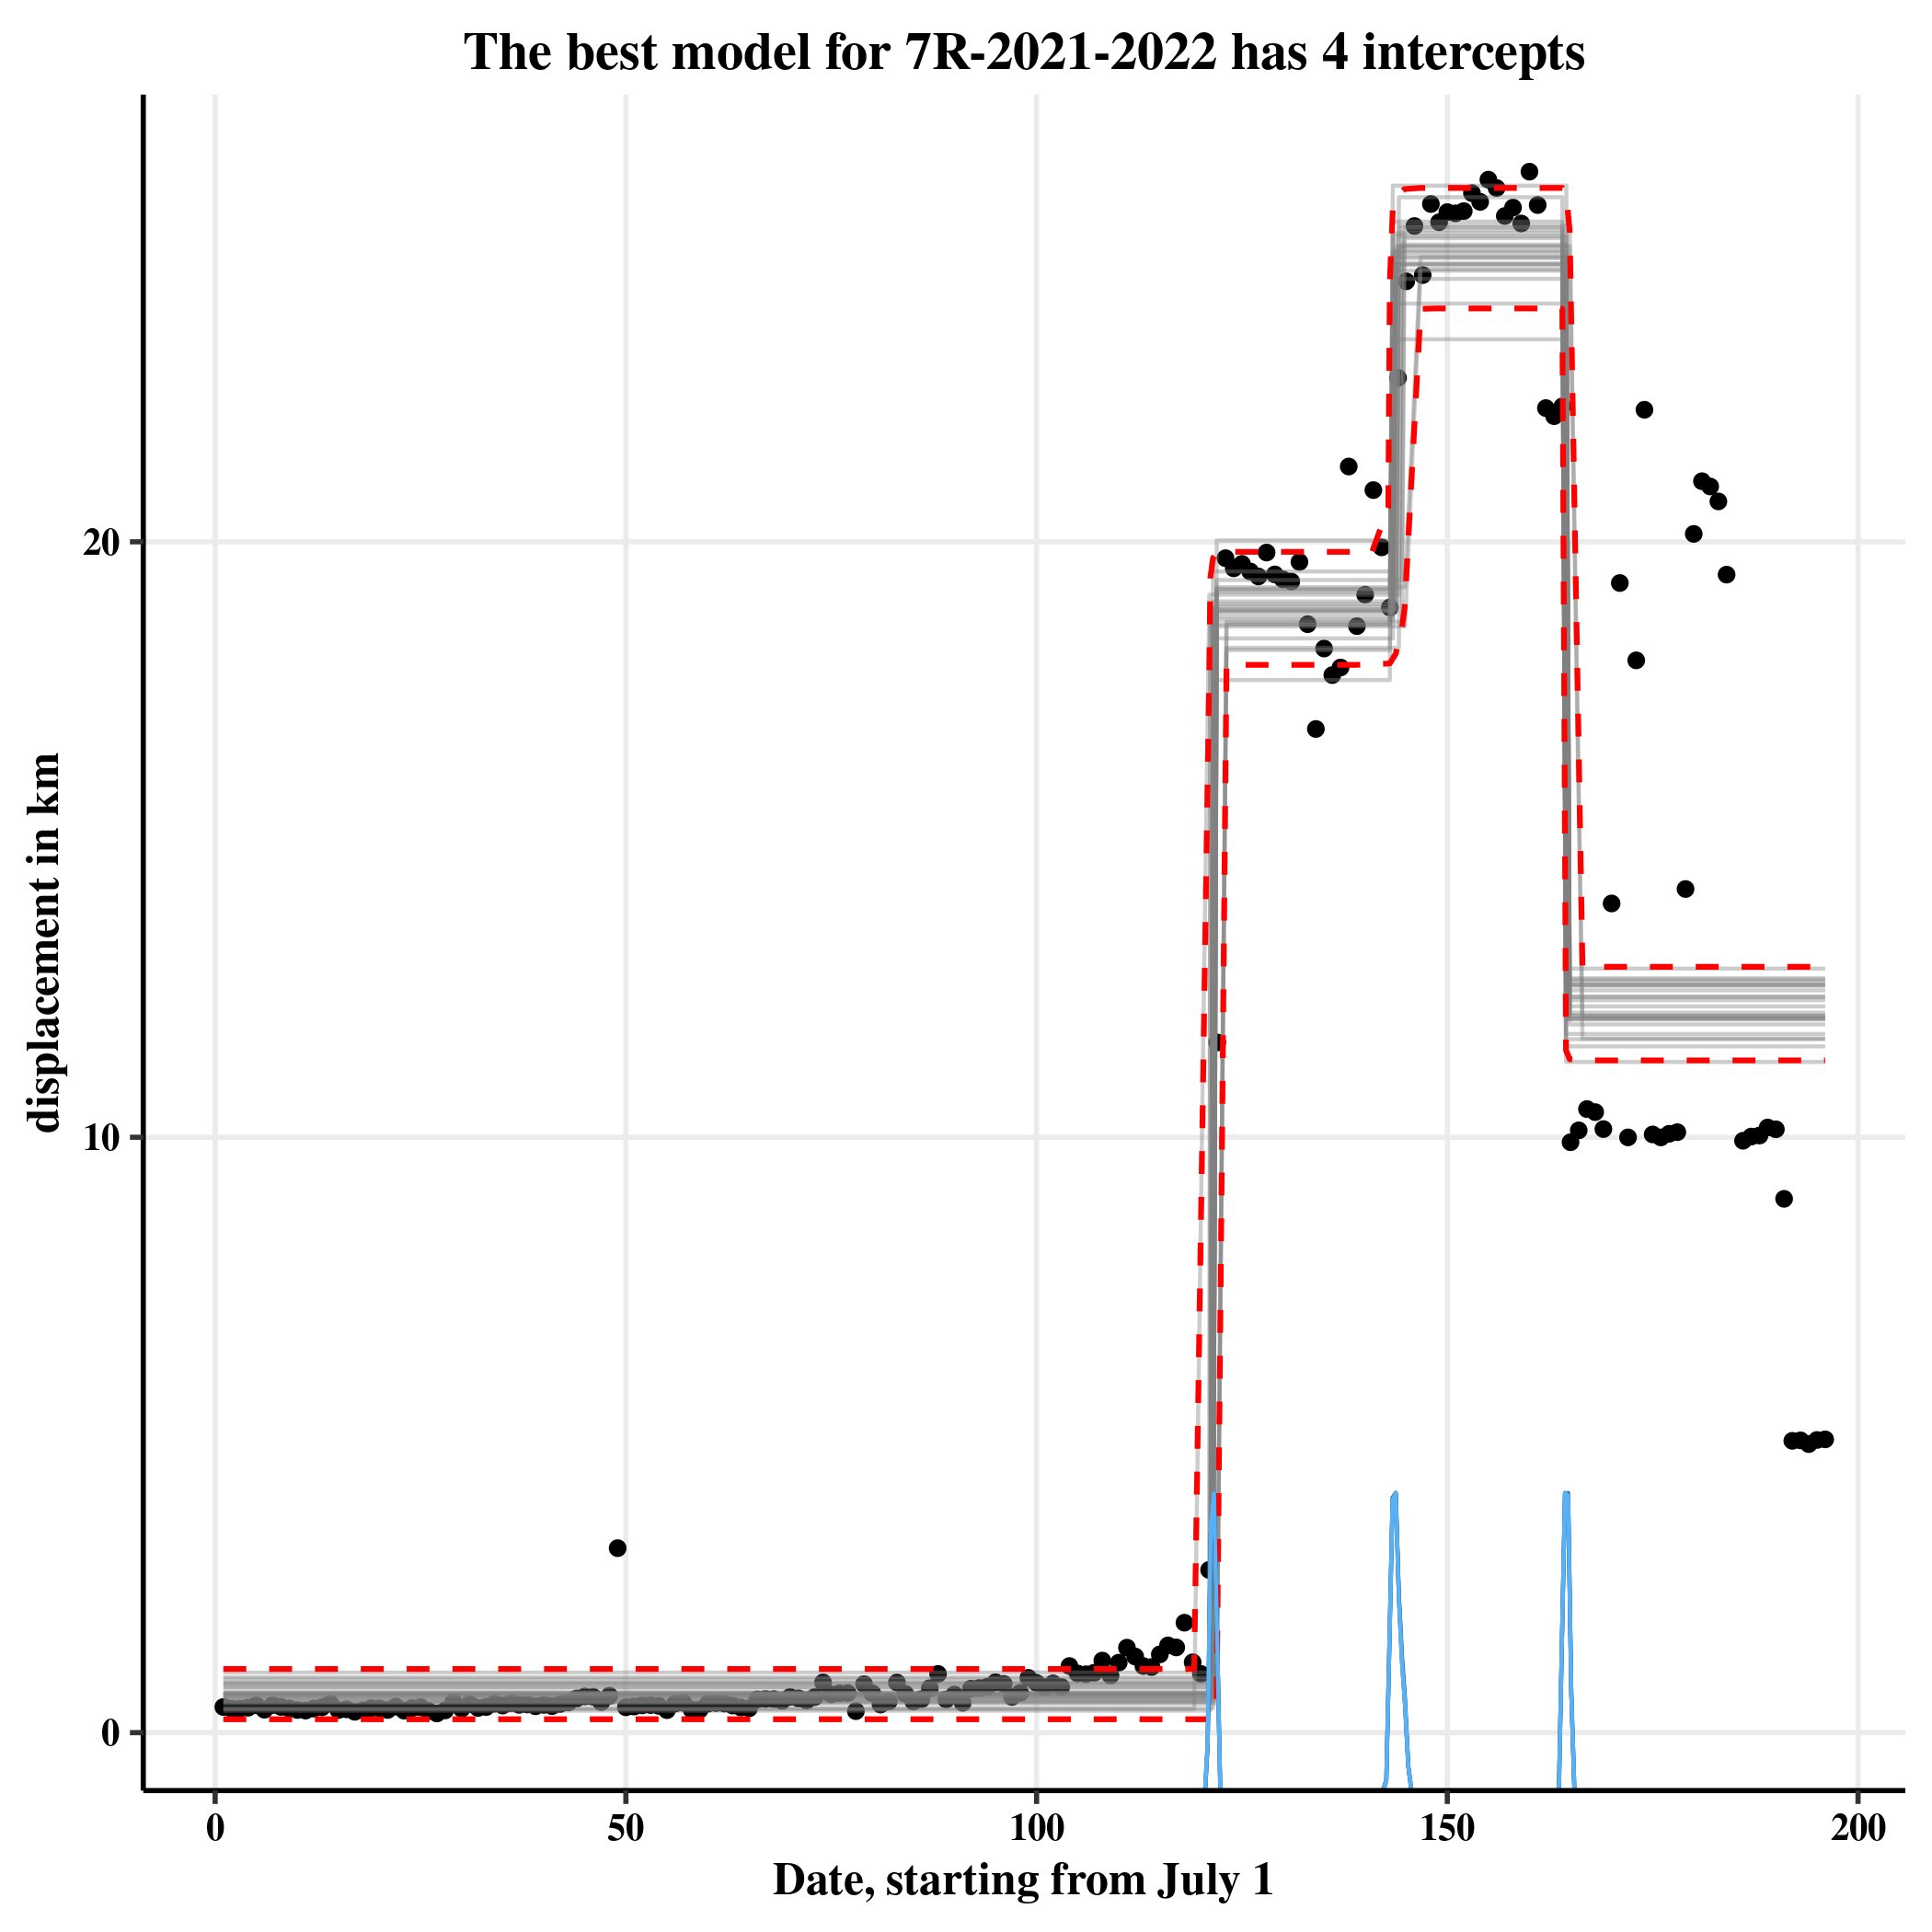 The best model for 7R-2021-2022 has 4 intercepts
displacement in km
20
10
0
0 50 100 150 200
Date, starting from July 1